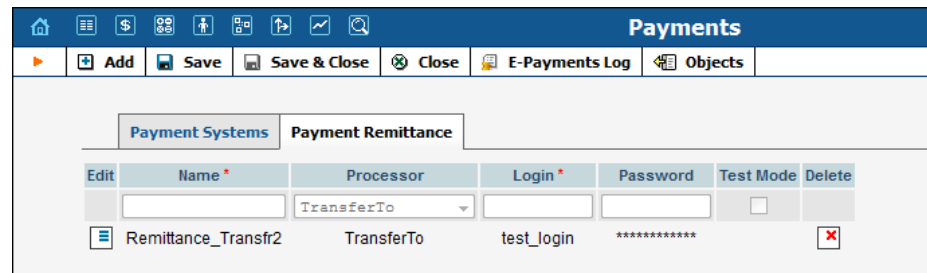 Payments
Add Save Save & Close Close E-Payments Log Objects
Payment Systems Payment Remittance
Edit Name * Processor Login * Password Test Mode Delete
TransferTo
Remittance_Transfr2 TransferTo test_login ************